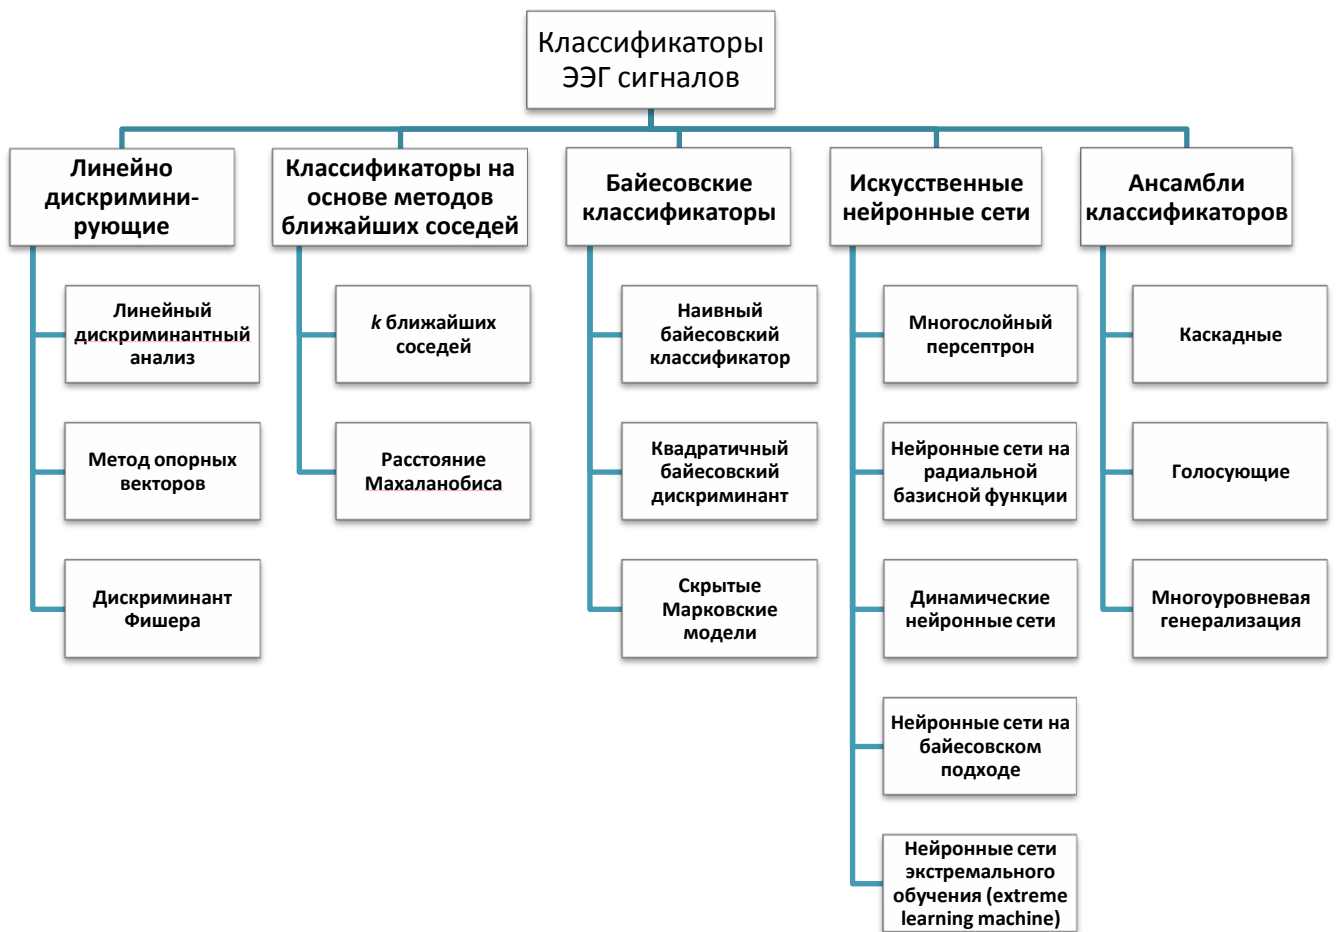 Классификаторы
ЭЭГ сигналов
Линейно
дискримини-
рующие
Линейный
дискриминантный
анализ
Метод опорных
векторов
Дискриминант
Фишера
Классификаторы на
основе методов
ближайших соседей
k ближайших
соседей
Расстояние
Махаланобиса
Байесовские
классификаторы
Наивный
байесовский
классификатор
Квадратичный
байесовский
дискриминант
Скрытые
Марковские
модели
Искусственные
нейронные сети
Многослойный
персептрон
Нейронные сети на
радиальной
базисной функции
Динамические
нейронные сети
Нейронные сети на
байесовском
подходе
Нейронные сети
экстремального
обучения (extreme
learning machine)
Ансамбли
классификаторов
Каскадные
Голосующие
Многоуровневая
генерализация